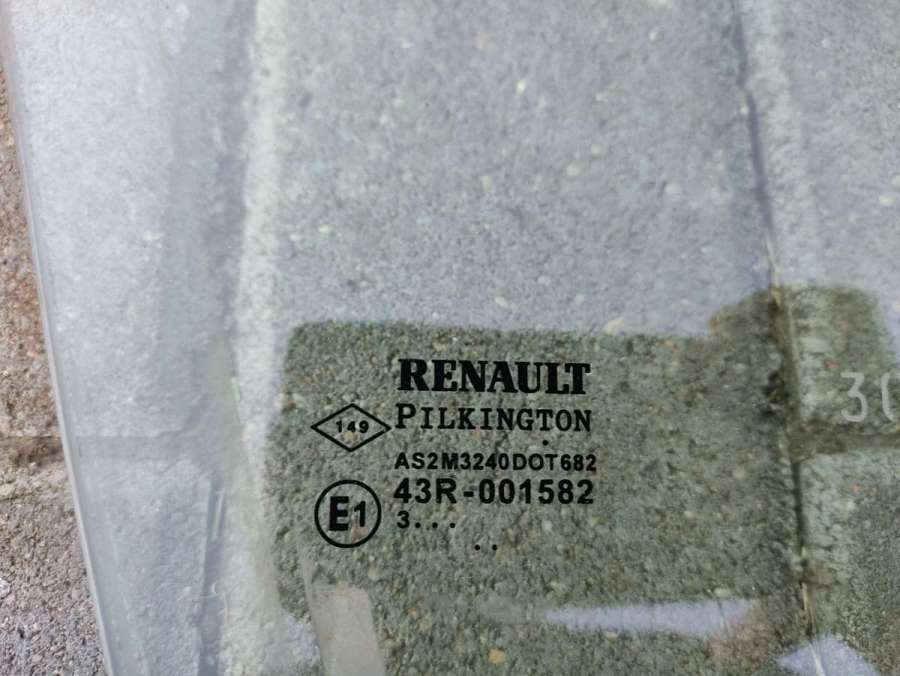 RENAULT
149 PILKINGTON
AS2M3240DOT682
E1 43R-001582
3...
..